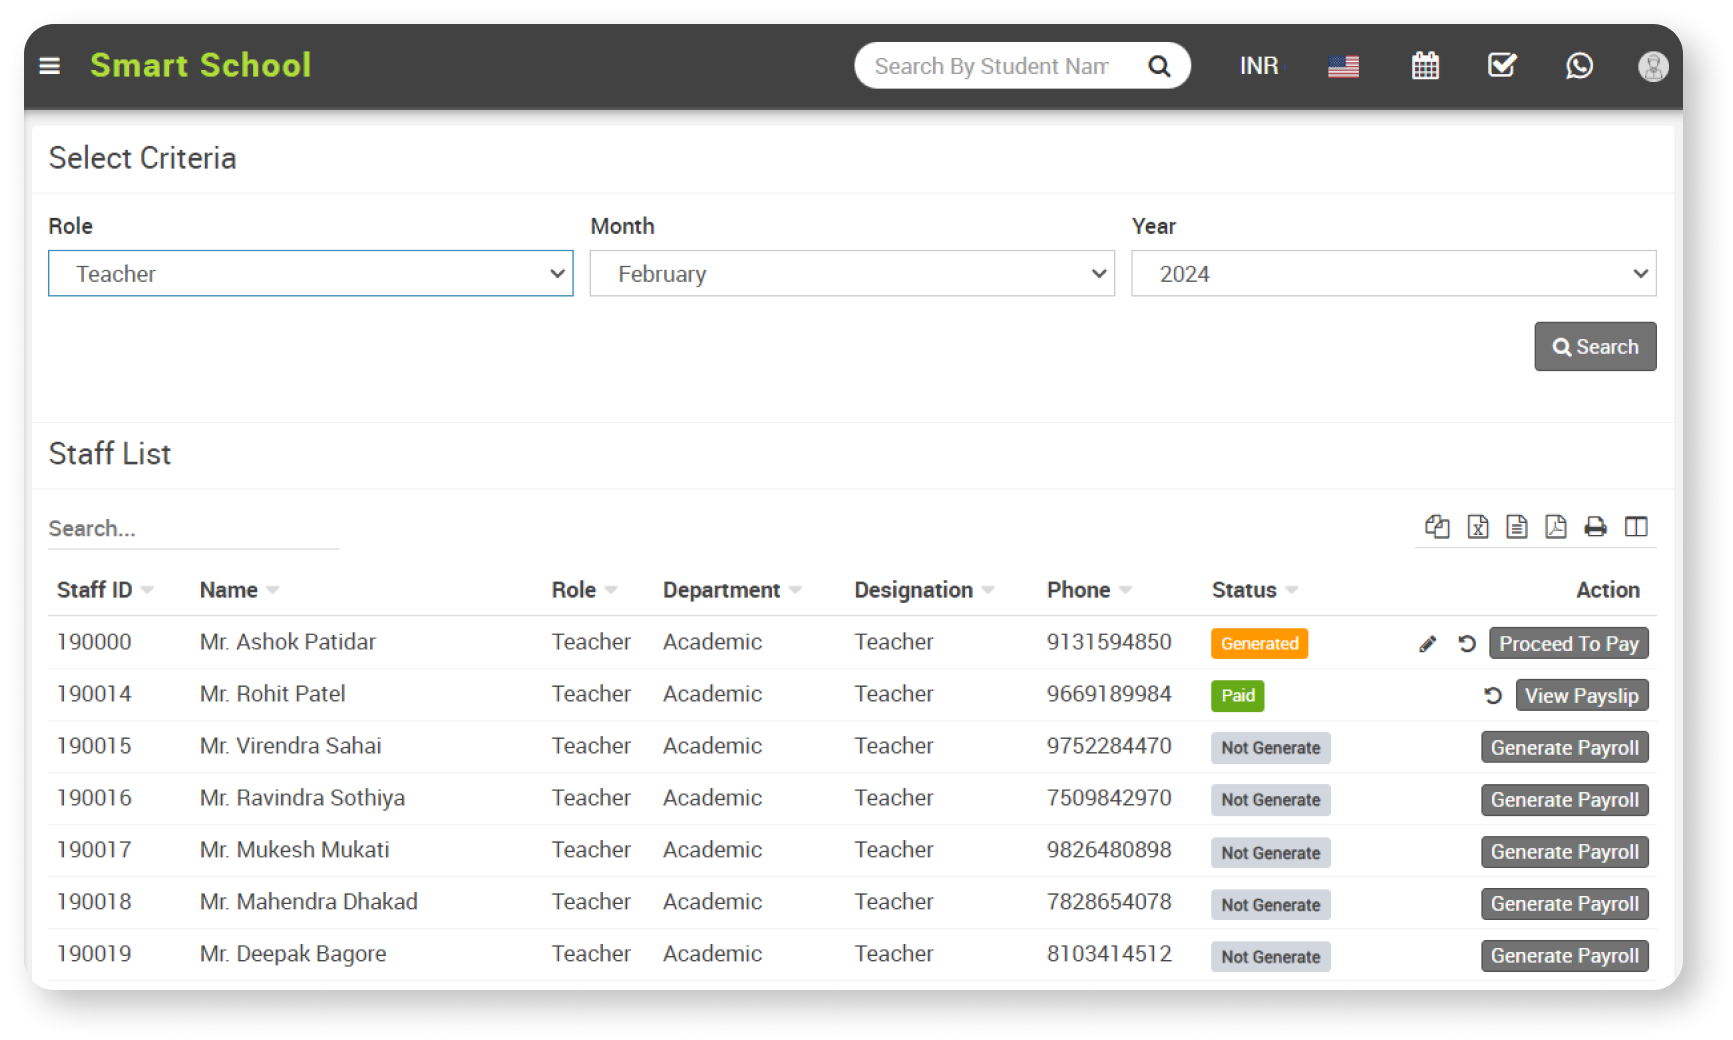 Smart School Search By Student Nam INR
Select Criteria
Role Month Year
Teacher February 2024
Search
Staff List
Search...
Staff ID Name Role Department Designation Phone Status Action
190000 Mr. Ashok Patidar Teacher Academic Teacher 9131594850 Generated Proceed To Pay
190014 Mr. Rohit Patel Teacher Academic Teacher 9669189984 Paid View Payslip
190015 Mr. Virendra Sahai Teacher Academic Teacher 9752284470 Not Generate Generate Payroll
190016 Mr. Ravindra Sothiya Teacher Academic Teacher 7509842970 Not Generate Generate Payroll
190017 Mr. Mukesh Mukati Teacher Academic Teacher 9826480898 Not Generate Generate Payroll
190018 Mr. Mahendra Dhakad Teacher Academic Teacher 7828654078 Not Generate Generate Payroll
190019 Mr. Deepak Bagore Teacher Academic Teacher 8103414512 Not Generate Generate Payroll